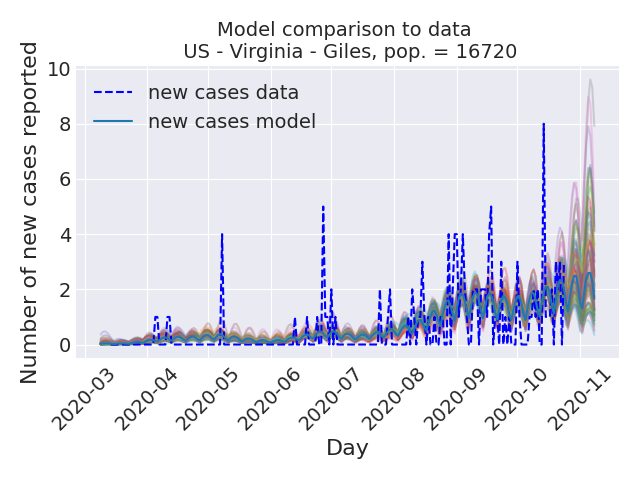 Model comparison to data
US - Virginia - Giles, pop. = 16720
new cases data
new cases model
Number of new cases reported
10
8
6
4
2
0
2020-03
2020-04
2020-05
2020-06
2020-07
2020-08
2020-09
2020-10
2020-11
Day